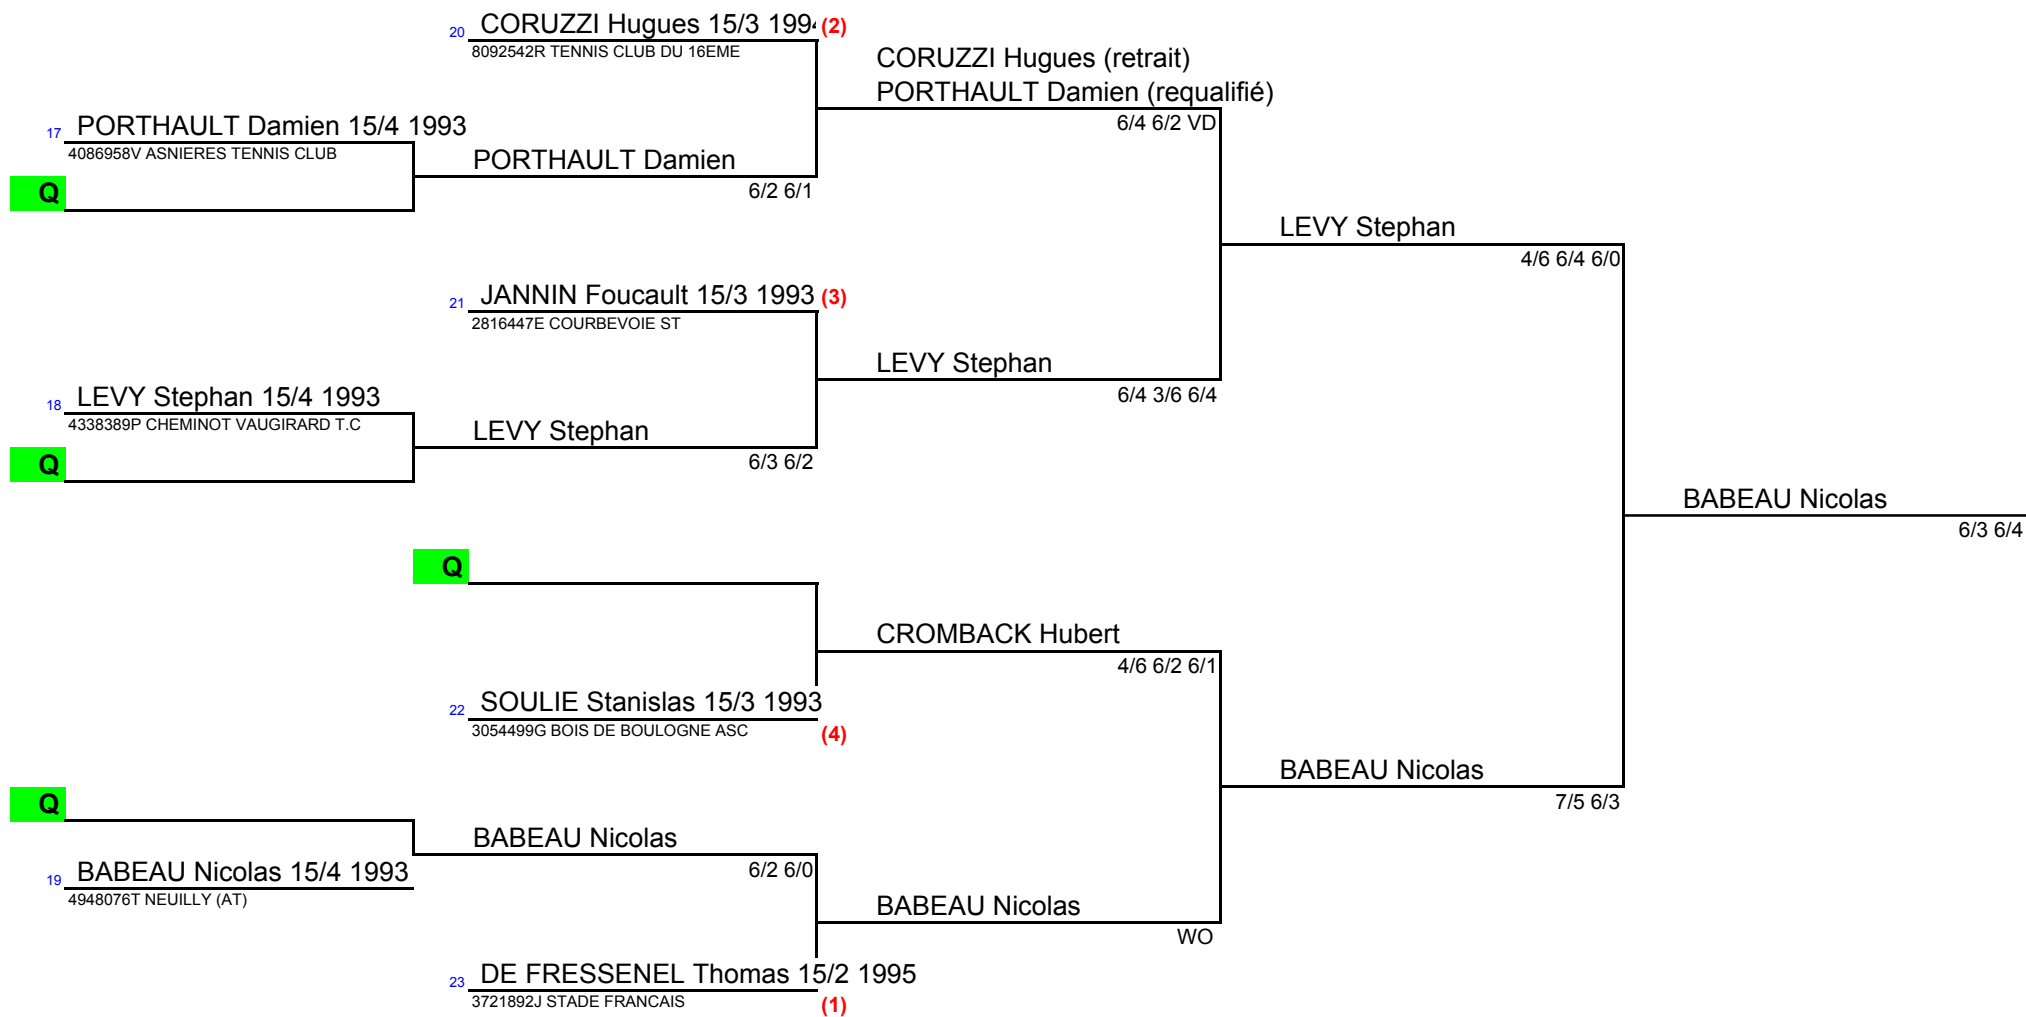 20 CORUZZI Hugues 15/3 1994 (2)
8092542R TENNIS CLUB DU 16EME
CORUZZI Hugues (retrait)
PORTHAULT Damien (requalifié)
6/4 6/2 VD
17 PORTHAULT Damien 15/4 1993
4086958V ASNIERES TENNIS CLUB
PORTHAULT Damien
6/2 6/1
Q
LEVY Stephan
4/6 6/4 6/0
21 JANNIN Foucault 15/3 1993 (3)
2816447E COURBEVOIE ST
LEVY Stephan
6/4 3/6 6/4
18 LEVY Stephan 15/4 1993
4338389P CHEMINOT VAUGIRARD T.C
LEVY Stephan
6/3 6/2
Q
BABEAU Nicolas
6/3 6/4
Q
CROMBACK Hubert
4/6 6/2 6/1
22 SOULIE Stanislas 15/3 1993
3054499G BOIS DE BOULOGNE ASC (4)
BABEAU Nicolas
7/5 6/3
Q
BABEAU Nicolas
6/2 6/0
19 BABEAU Nicolas 15/4 1993
4948076T NEUILLY (AT)
BABEAU Nicolas
WO
23 DE FRESSENEL Thomas 15/2 1995
3721892J STADE FRANCAIS (1)